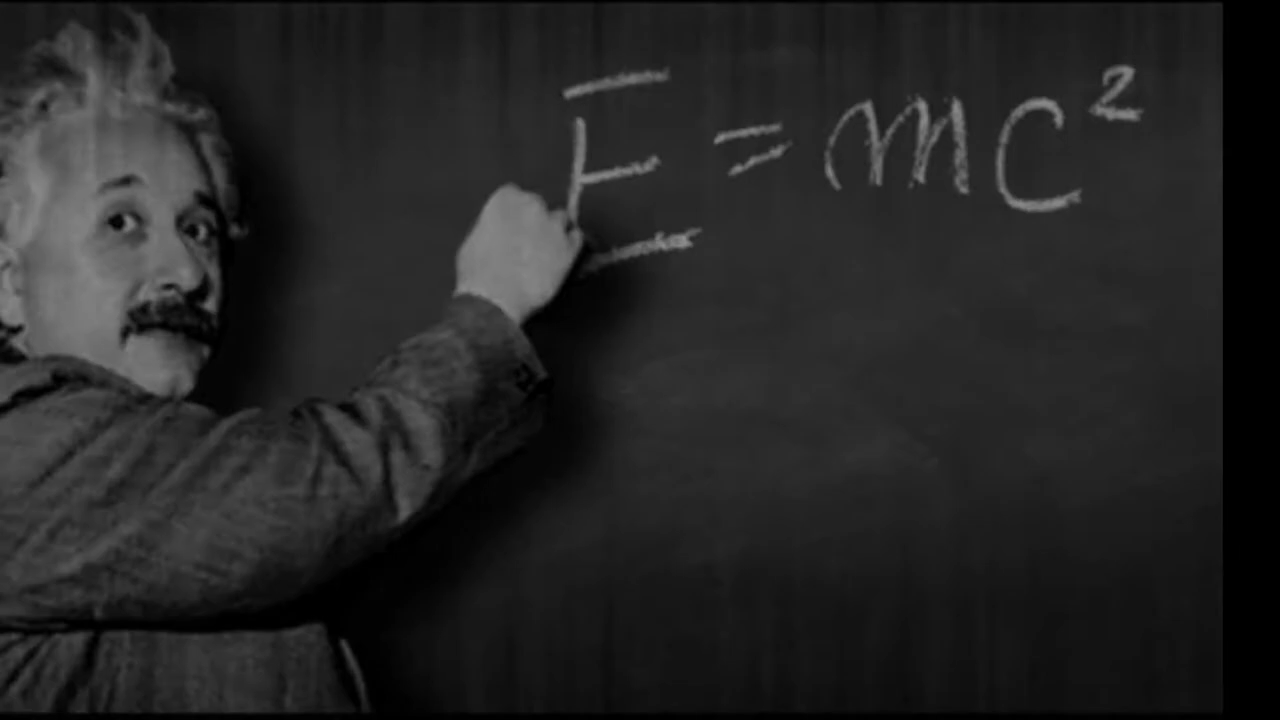 E = mc²